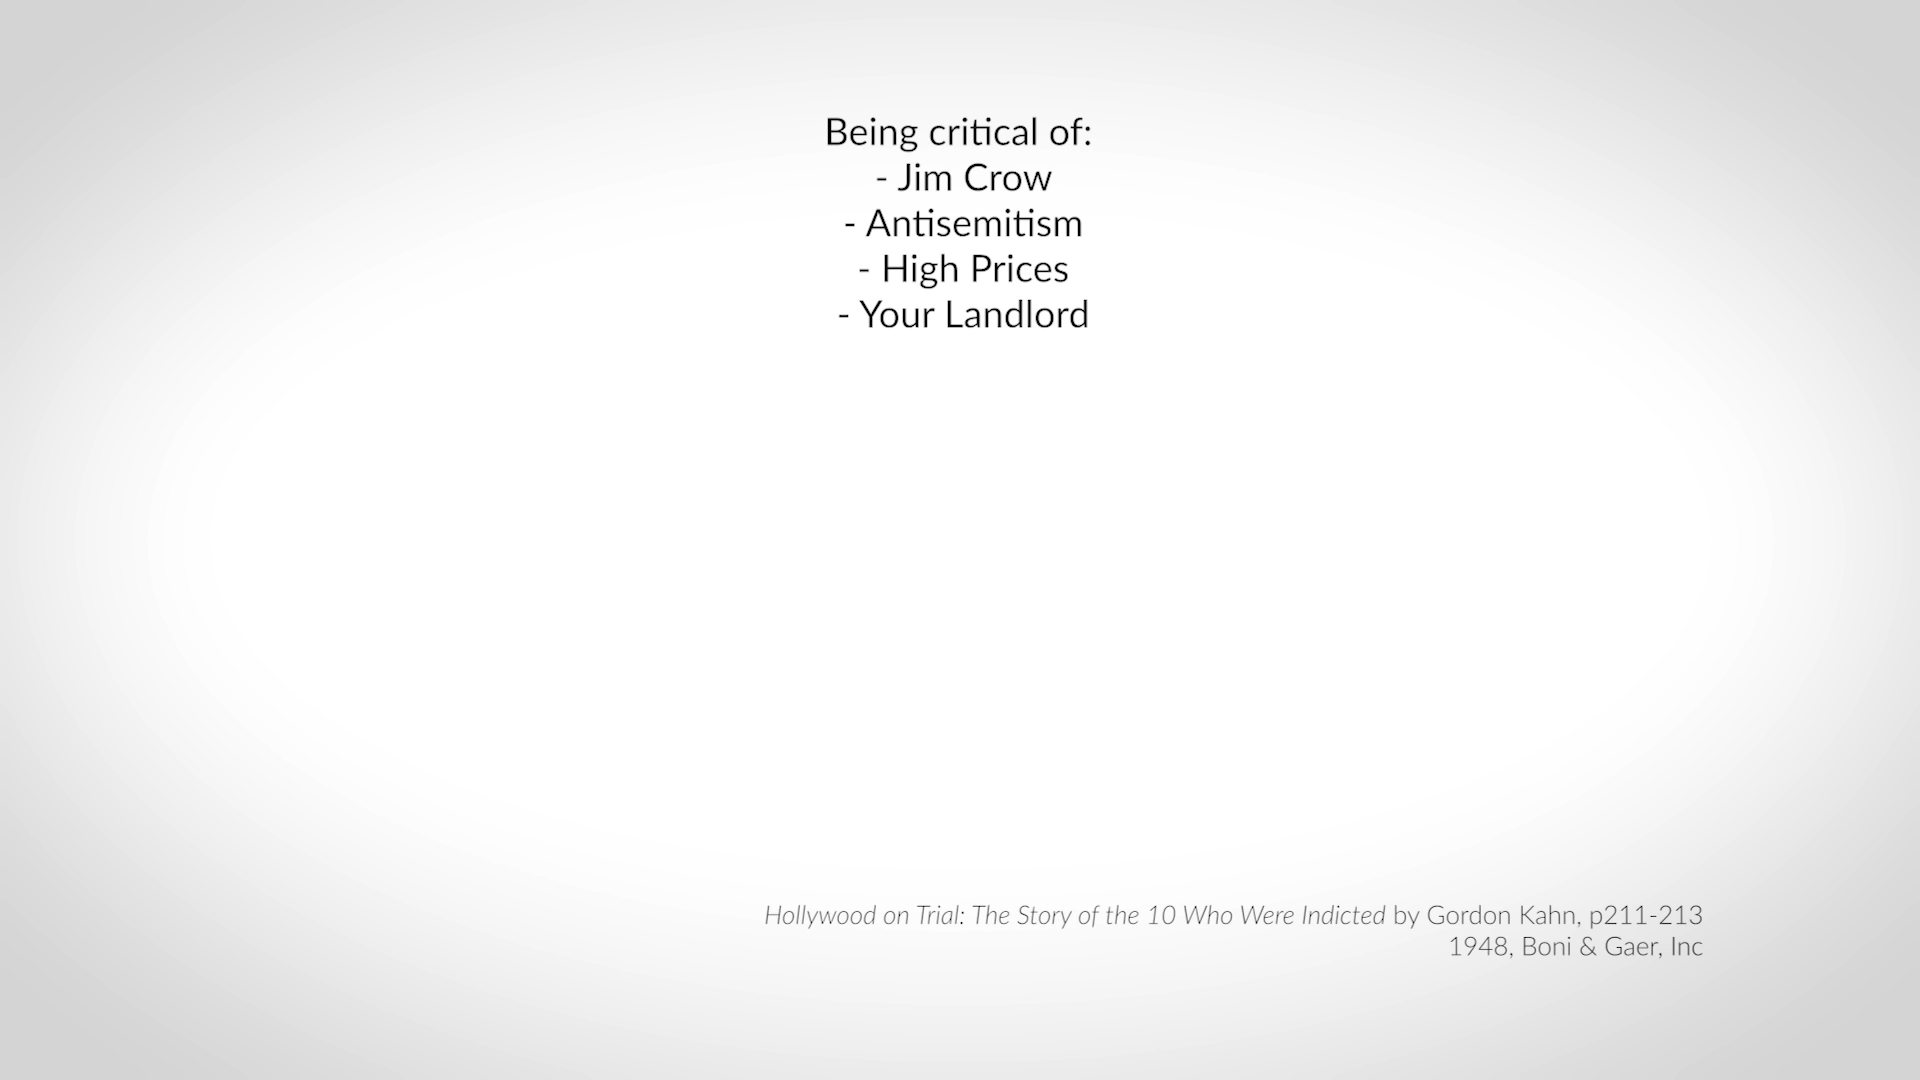 Being critical of:
- Jim Crow
- Antisemitism
- High Prices
- Your Landlord
Hollywood on Trial: The Story of the 10 Who Were Indicted by Gordon Kahn, p211-213
1948, Boni & Gaer, Inc